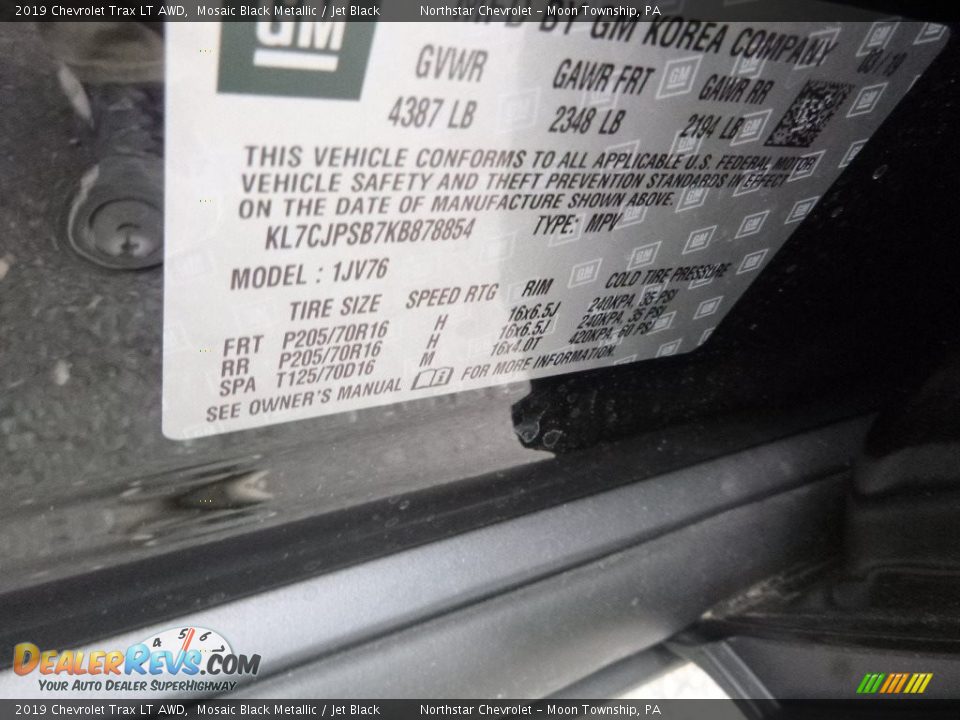 2019 Chevrolet Trax LT AWD, Mosaic Black Metallic / Jet Black Northstar Chevrolet – Moon Township, PA
GM
BY GM KOREA COMPANY
GVWR GAWR FRT GAWR RR
4387 LB 2348 LB 2194 LB
THIS VEHICLE CONFORMS TO ALL APPLICABLE U.S. FEDERAL MOTOR
VEHICLE SAFETY AND THEFT PREVENTION STANDARDS IN EFFECT
ON THE DATE OF MANUFACTURE SHOWN ABOVE.
KL7CJPSB7KB878854 TYPE: MPV
MODEL : 1JV76
TIRE SIZE SPEED RTG RIM COLD TIRE PRESSURE
FRT P205/70R16 H 16x6.5J 240KPA, 35 PSI
RR P205/70R16 H 16x6.5J 240KPA, 35 PSI
SPA T125/70D16 M 16x4.0T 420KPA, 60 PSI
SEE OWNER'S MANUAL FOR MORE INFORMATION.
4 5 6
DEALERREVS.COM
YOUR AUTO DEALER SUPERHIGHWAY
2019 Chevrolet Trax LT AWD, Mosaic Black Metallic / Jet Black Northstar Chevrolet – Moon Township, PA